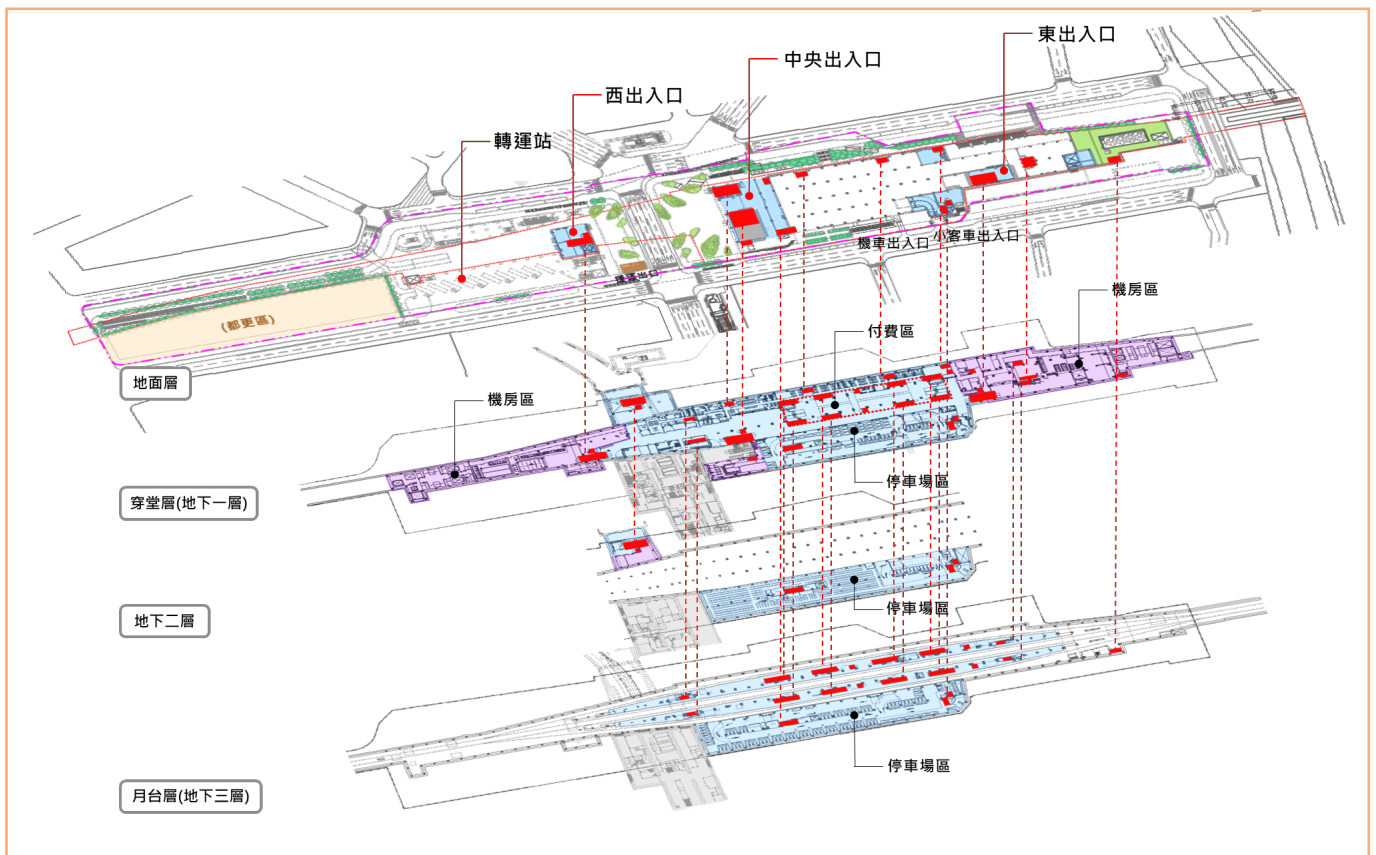 東出入口
中央出入口
西出入口
轉運站
機車出入口
小客車出入口
(都更區)
機房區
付費區
地面層
機房區
停車場區
穿堂層(地下一層)
停車場區
地下二層
停車場區
月台層(地下三層)